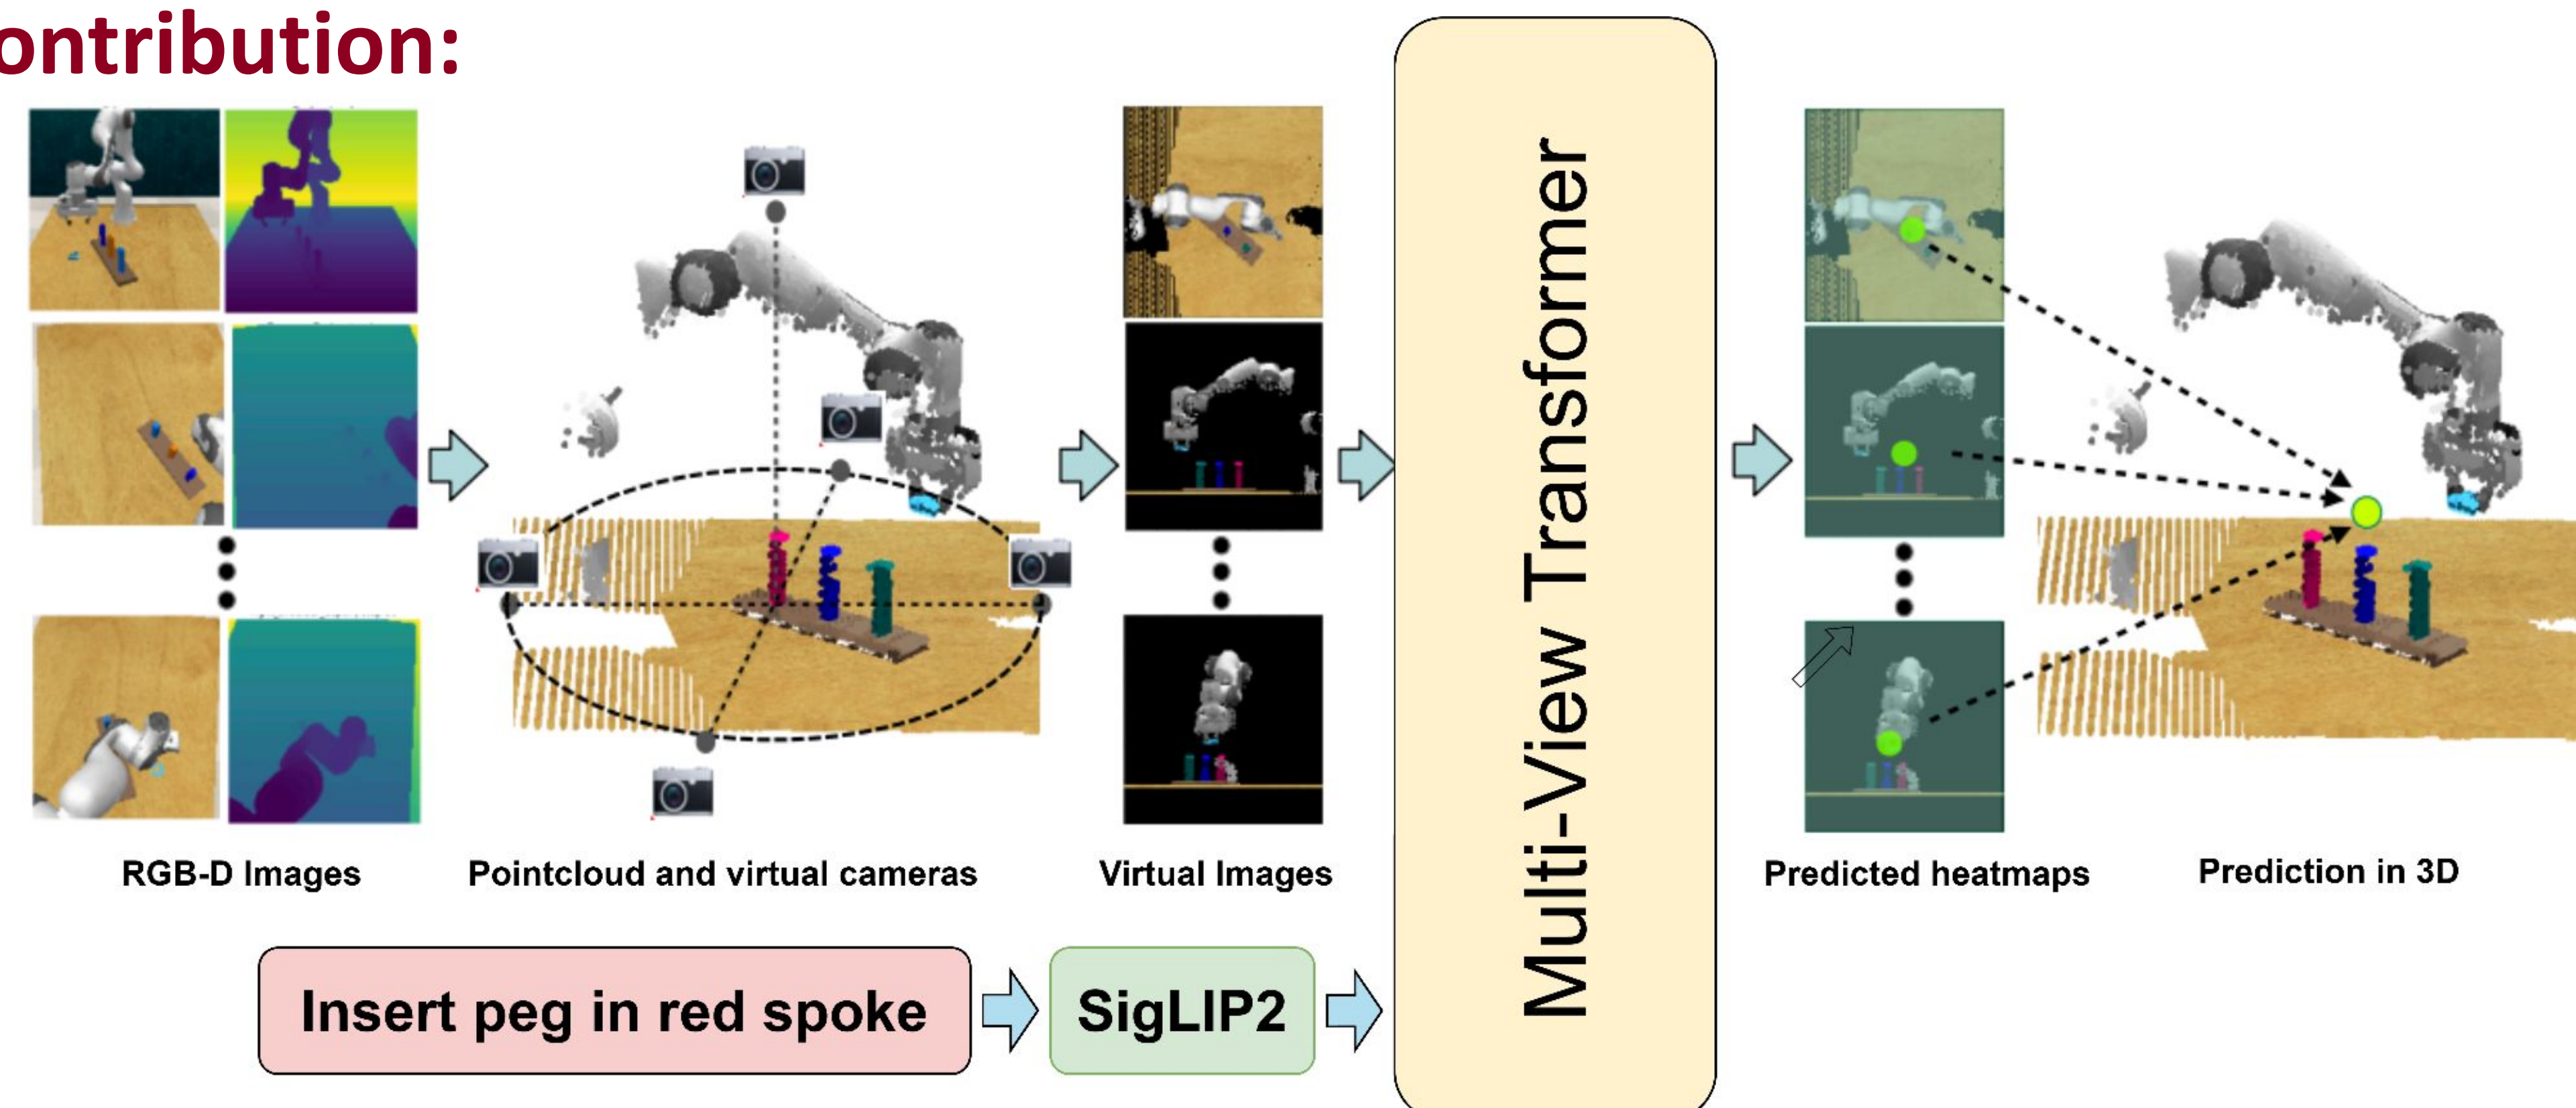 ontribution:
RGB-D Images
Pointcloud and virtual cameras
Virtual Images
Multi-View Transformer
Predicted heatmaps
Prediction in 3D
Insert peg in red spoke
SigLIP2